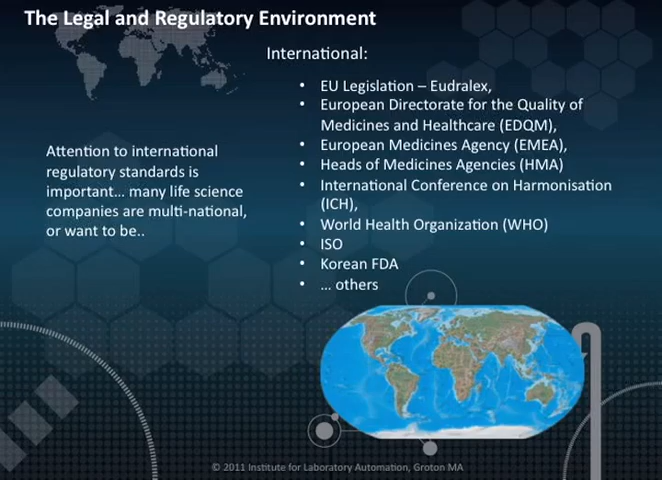 The Legal and Regulatory Environment
International:
• EU Legislation – Eudralex,
• European Directorate for the Quality of
Medicines and Healthcare (EDQM),
• European Medicines Agency (EMEA),
• Heads of Medicines Agencies (HMA)
• International Conference on Harmonisation
(ICH),
• World Health Organization (WHO)
• ISO
• Korean FDA
• ... others
Attention to international
regulatory standards is
important... many life science
companies are multi-national,
or want to be..
© 2011 Institute for Laboratory Automation, Groton MA